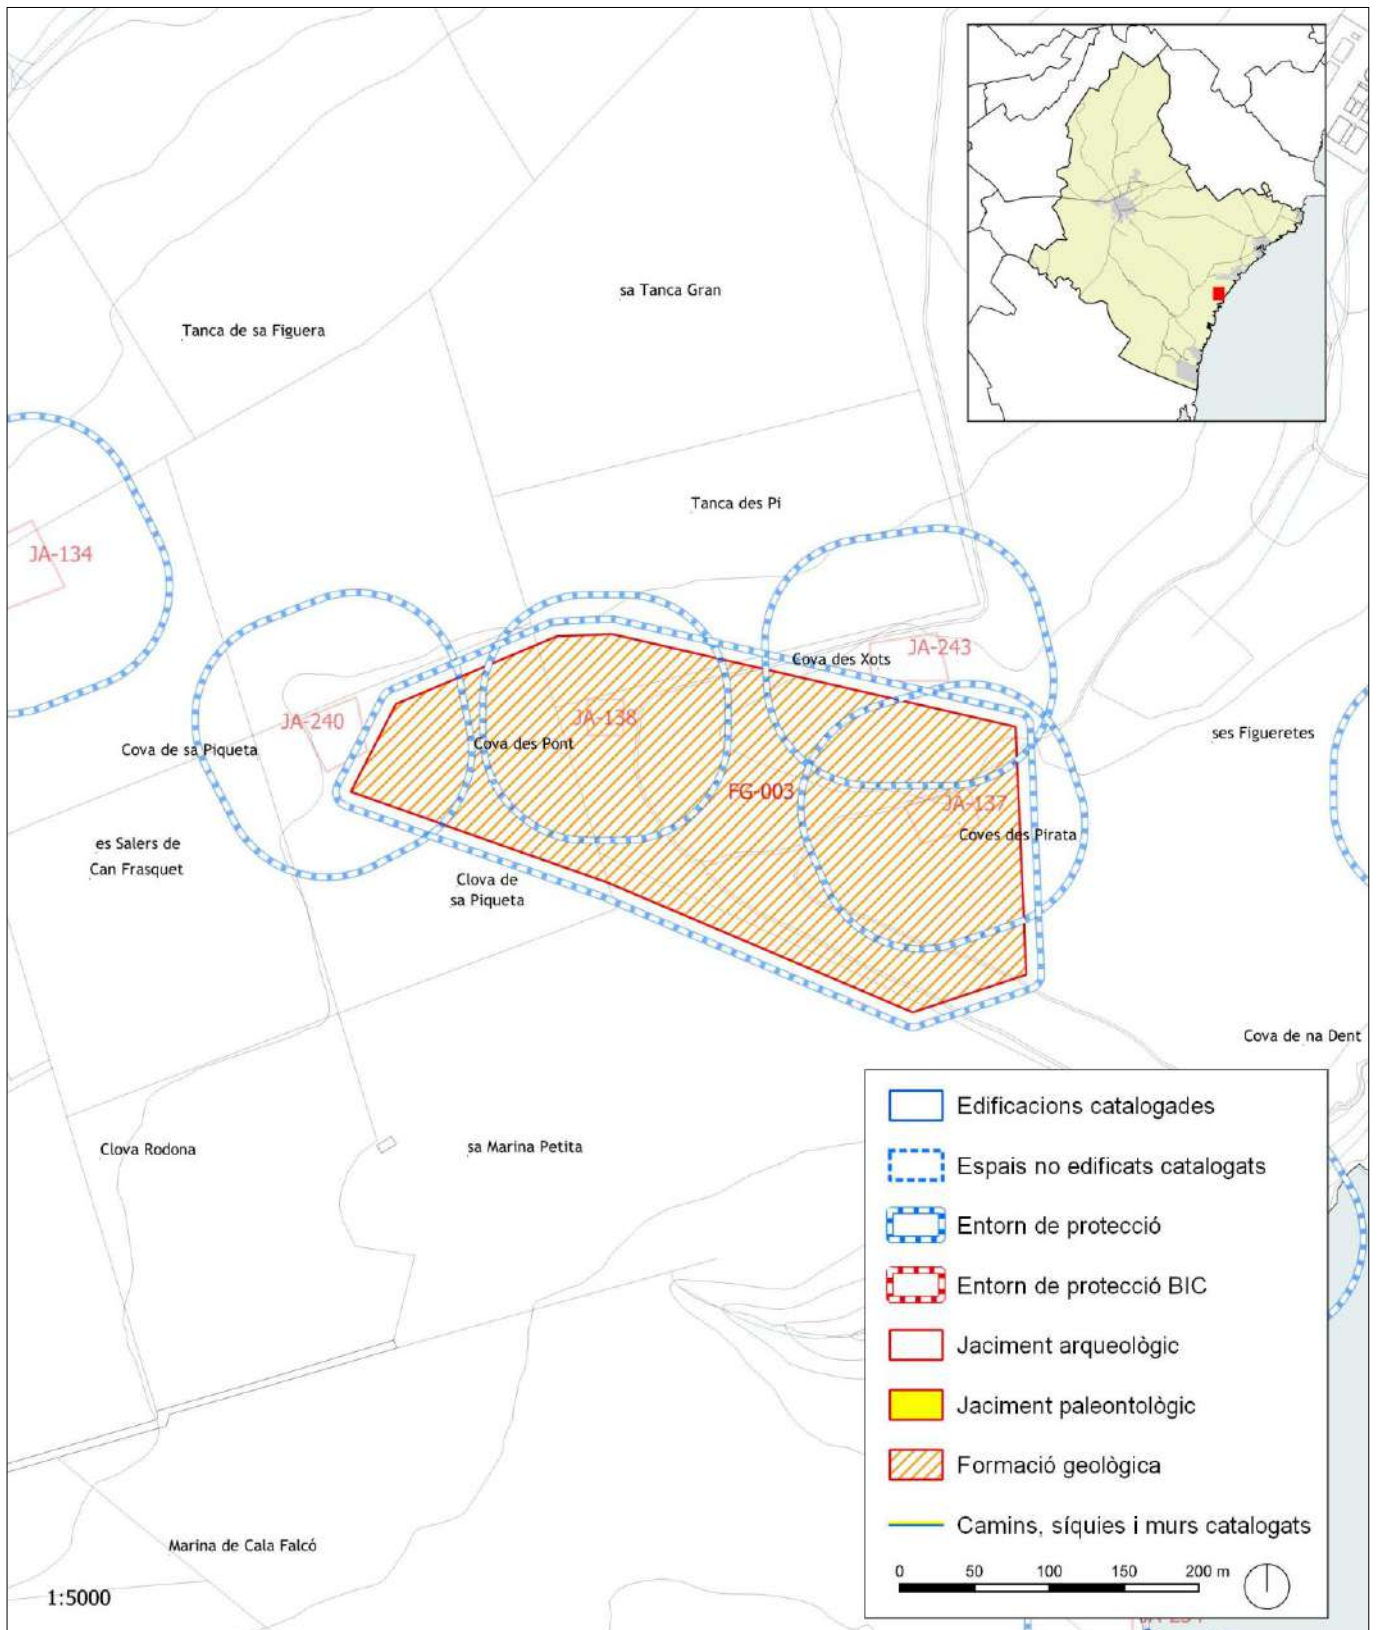 sa Tanca Gran
Tanca de sa Figuera
Tanca des Pi
JA-134
Cova des Xots
JA-243
JA-240
JA-138
Cova de sa Piqueta
Cova des Pont
ses Figueretes
FG-003
JA-137
Coves des Pirata
es Salers de
Can Frasquet
Clova de
sa Piqueta
Cova de na Dent
Clova Rodona
sa Marina Petita
Marina de Cala Falcó
1:5000
Edificacions catalogades
Espais no edificats catalogats
Entorn de protecció
Entorn de protecció BIC
Jaciment arqueològic
Jaciment paleontològic
Formació geològica
Camins, síquies i murs catalogats
0 50 100 150 200 m